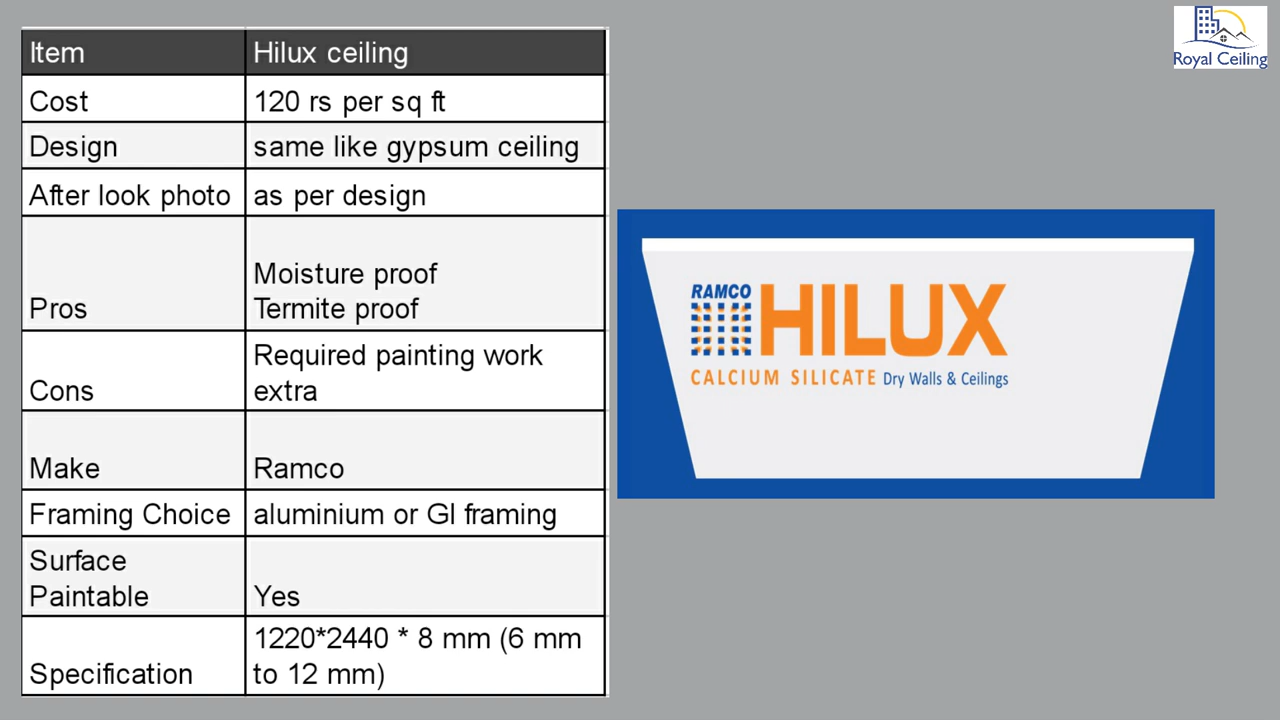 Item Hilux ceiling
Cost 120 rs per sq ft
Design same like gypsum ceiling
After look photo as per design
Pros Moisture proof
Termite proof
Cons Required painting work
extra
Make Ramco
Framing Choice aluminium or GI framing
Surface
Paintable Yes
Specification 1220*2440 * 8 mm (6 mm
to 12 mm)
Royal Ceiling
RAMCO HILUX
CALCIUM SILICATE Dry Walls & Ceilings